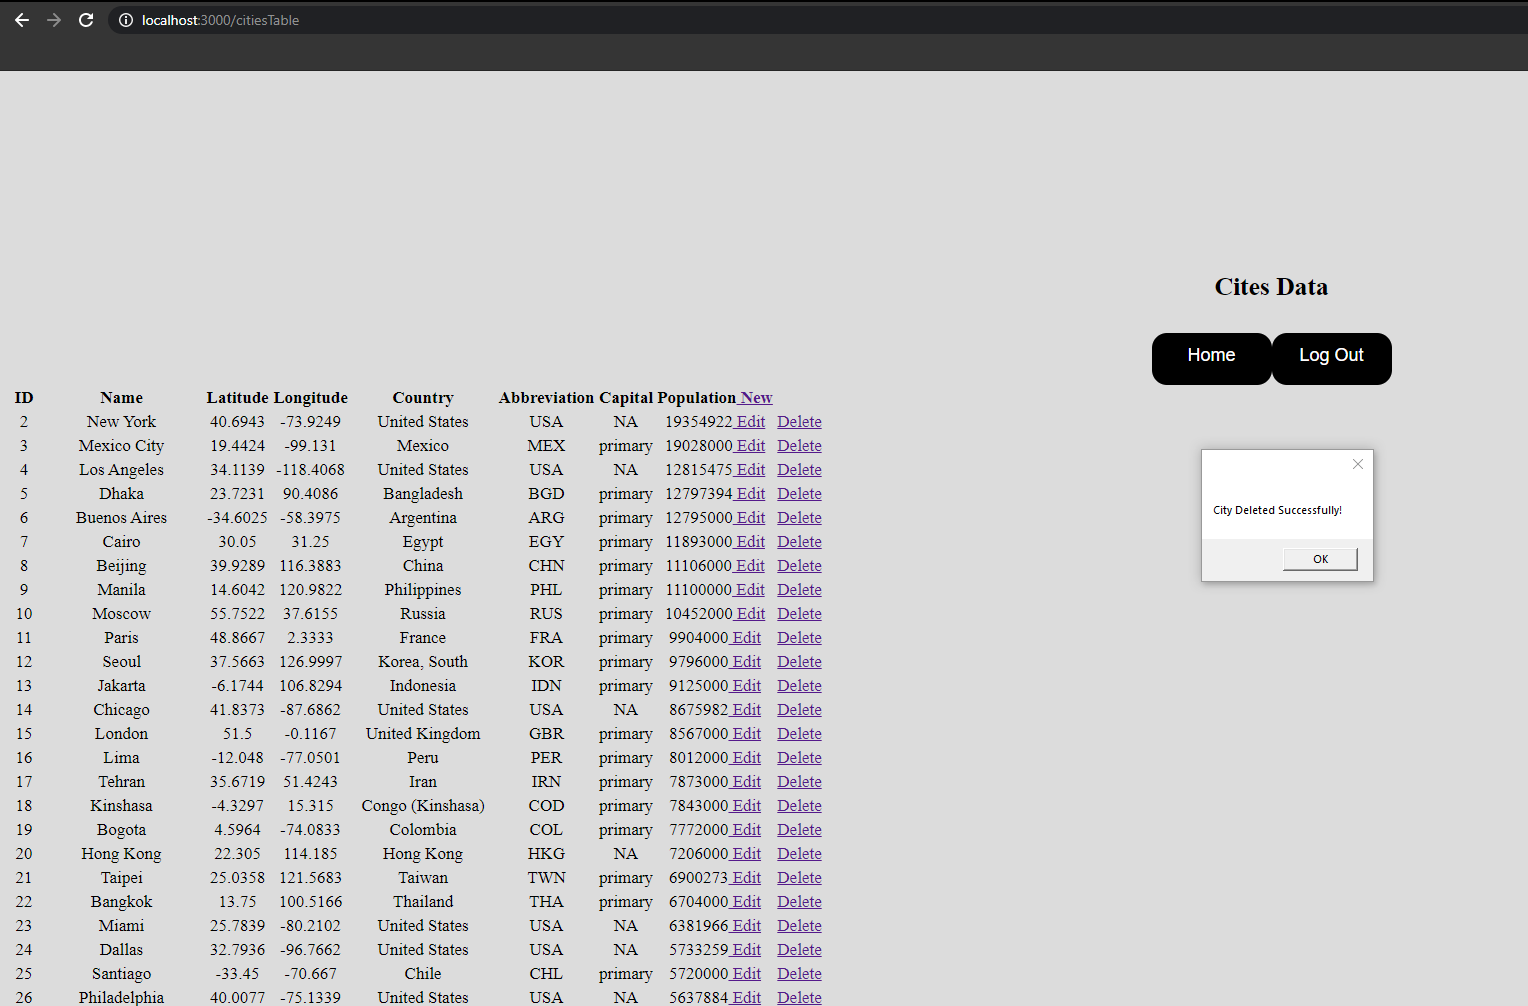 localhost:3000/citiesTable
Cites Data
Home Log Out
ID Name Latitude Longitude Country Abbreviation Capital Population New
2 New York 40.6943 -73.9249 United States USA NA 19354922 Edit Delete
3 Mexico City 19.4424 -99.131 Mexico MEX primary 19028000 Edit Delete
4 Los Angeles 34.1139 -118.4068 United States USA NA 12815475 Edit Delete
5 Dhaka 23.7231 90.4086 Bangladesh BGD primary 12797394 Edit Delete
6 Buenos Aires -34.6025 -58.3975 Argentina ARG primary 12795000 Edit Delete
7 Cairo 30.05 31.25 Egypt EGY primary 11893000 Edit Delete
8 Beijing 39.9289 116.3883 China CHN primary 11106000 Edit Delete
9 Manila 14.6042 120.9822 Philippines PHL primary 11100000 Edit Delete
10 Moscow 55.7522 37.6155 Russia RUS primary 10452000 Edit Delete
11 Paris 48.8667 2.3333 France FRA primary 9904000 Edit Delete
12 Seoul 37.5663 126.9997 Korea, South KOR primary 9796000 Edit Delete
13 Jakarta -6.1744 106.8294 Indonesia IDN primary 9125000 Edit Delete
14 Chicago 41.8373 -87.6862 United States USA NA 8675982 Edit Delete
15 London 51.5 -0.1167 United Kingdom GBR primary 8567000 Edit Delete
16 Lima -12.048 -77.0501 Peru PER primary 8012000 Edit Delete
17 Tehran 35.6719 51.4243 Iran IRN primary 7873000 Edit Delete
18 Kinshasa -4.3297 15.315 Congo (Kinshasa) COD primary 7843000 Edit Delete
19 Bogota 4.5964 -74.0833 Colombia COL primary 7772000 Edit Delete
20 Hong Kong 22.305 114.185 Hong Kong HKG NA 7206000 Edit Delete
21 Taipei 25.0358 121.5683 Taiwan TWN primary 6900273 Edit Delete
22 Bangkok 13.75 100.5166 Thailand THA primary 6704000 Edit Delete
23 Miami 25.7839 -80.2102 United States USA NA 6381966 Edit Delete
24 Dallas 32.7936 -96.7662 United States USA NA 5733259 Edit Delete
25 Santiago -33.45 -70.667 Chile CHL primary 5720000 Edit Delete
26 Philadelphia 40.0077 -75.1339 United States USA NA 5637884 Edit Delete
City Deleted Successfully!
OK